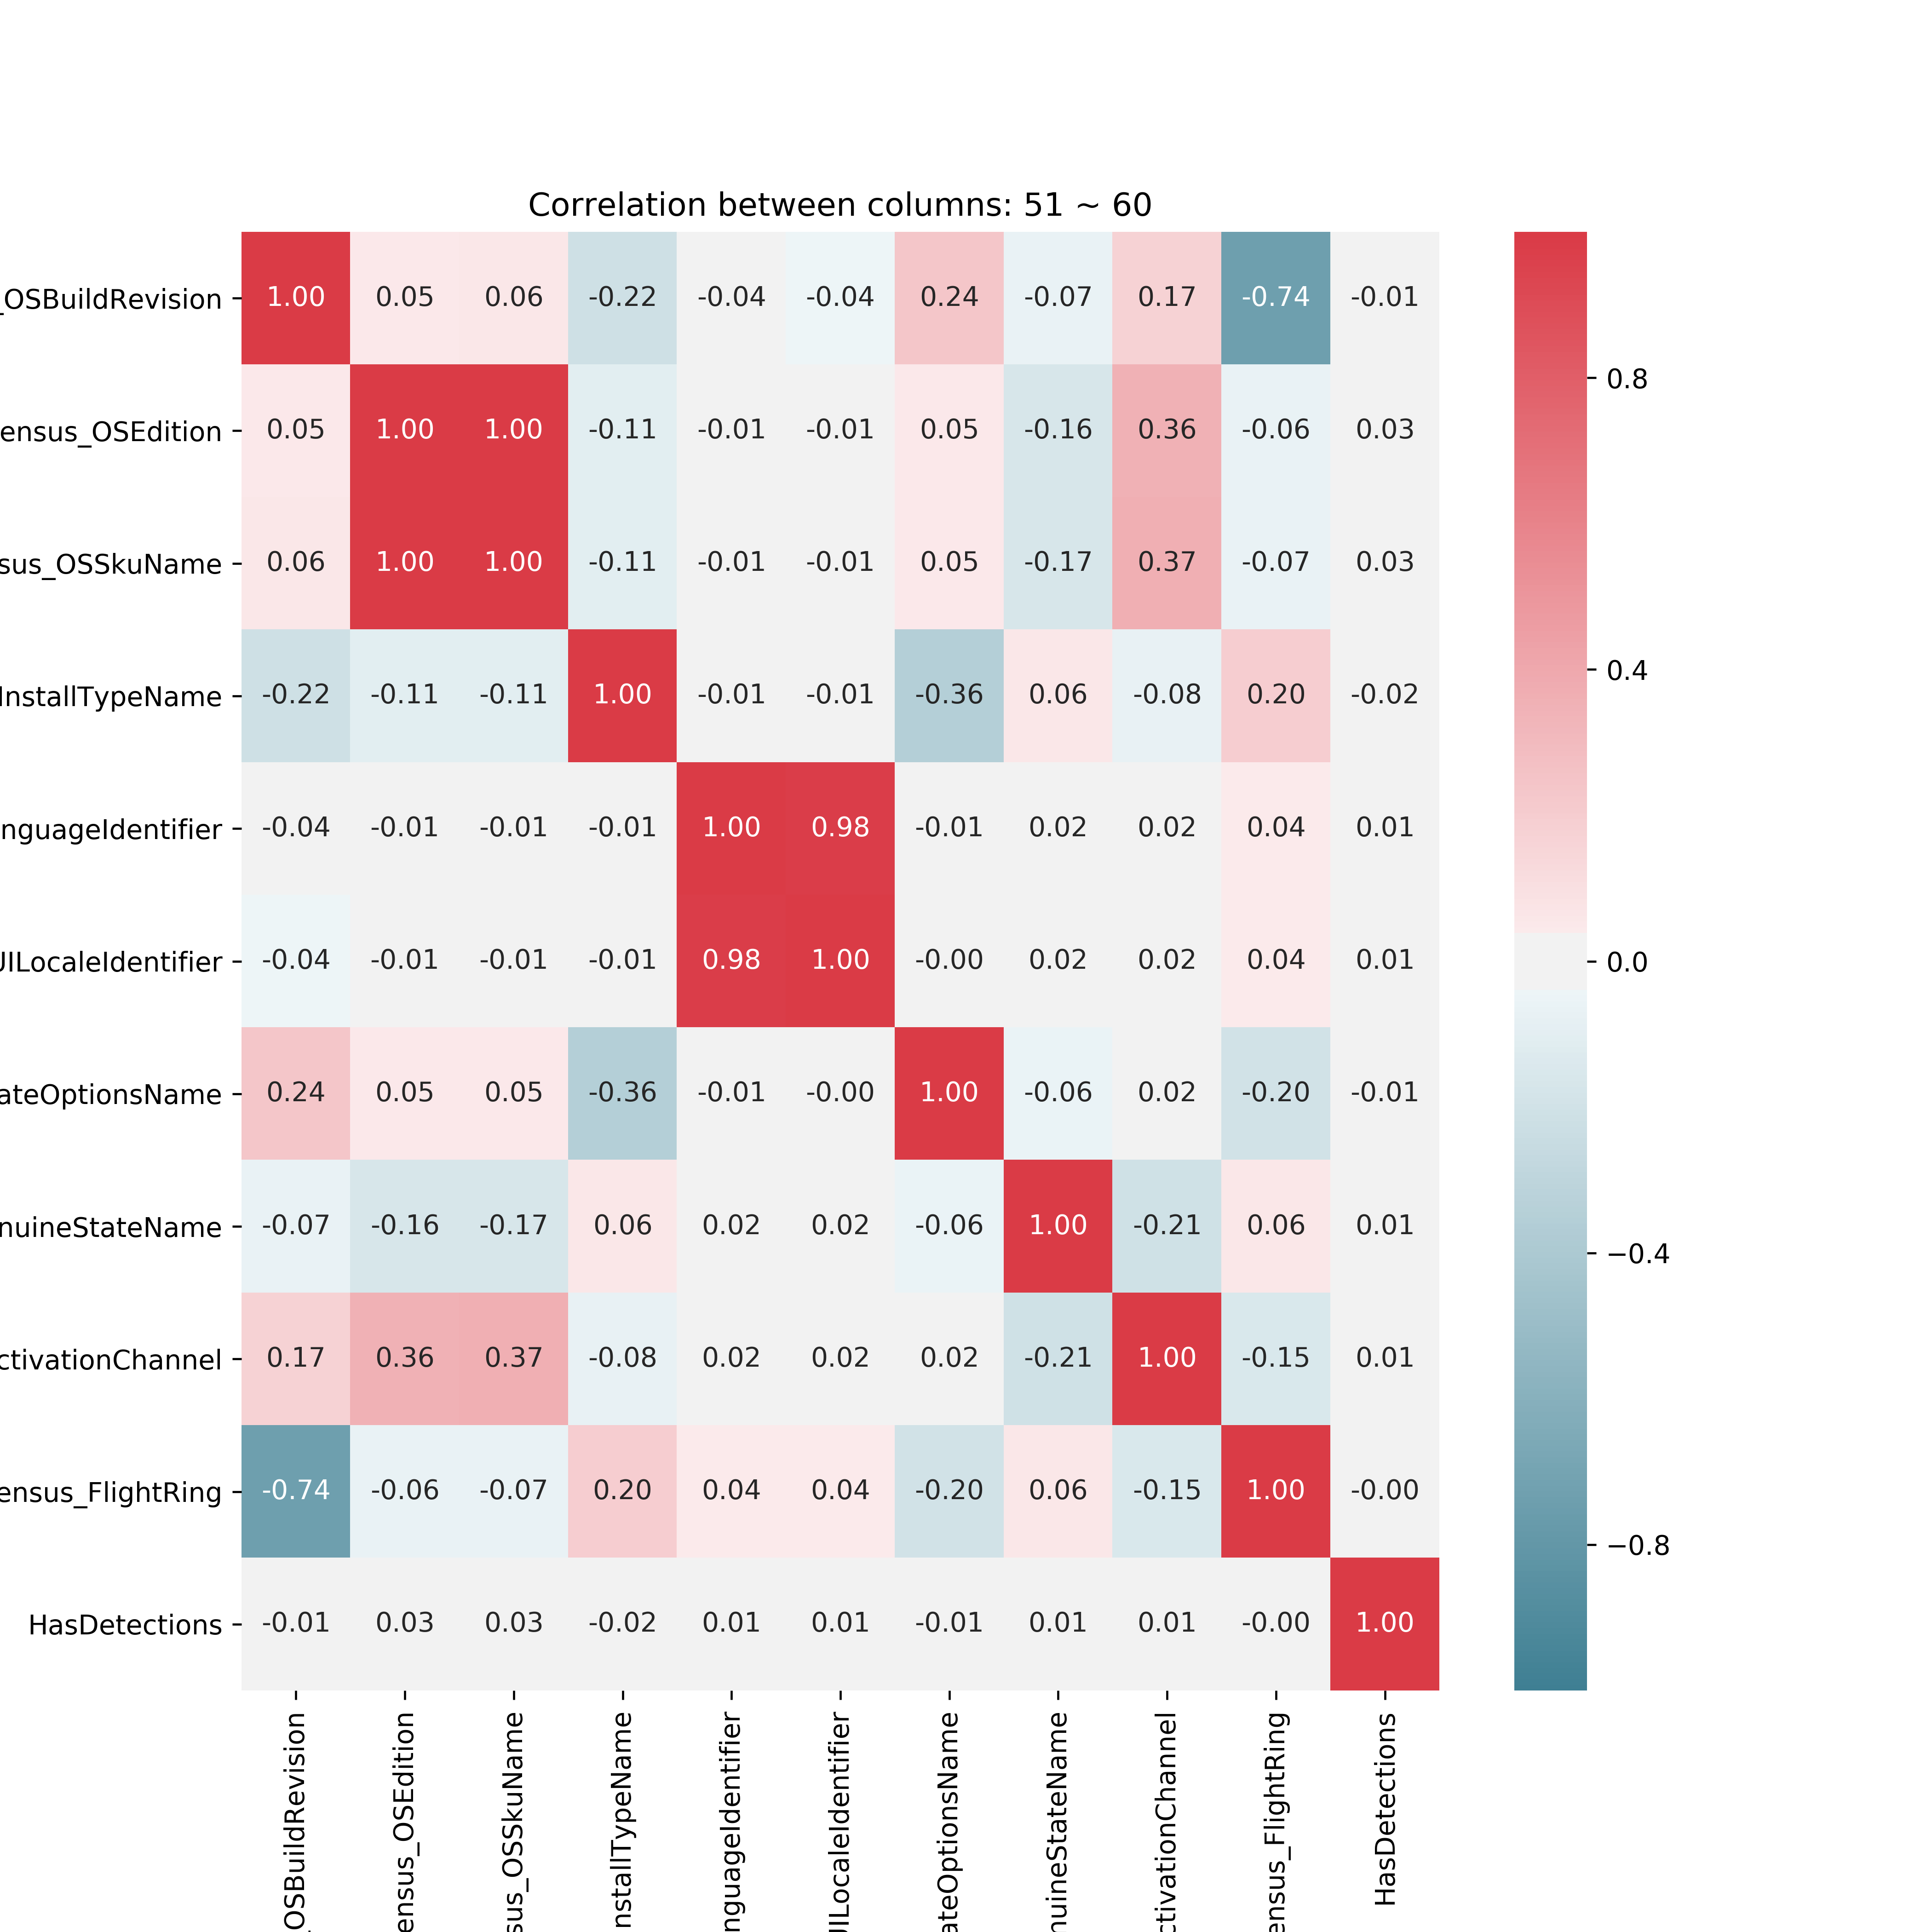 Correlation between columns: 51 ~ 60
_OSBuildRevision 1.00 0.05 0.06 -0.22 -0.04 -0.04 0.24 -0.07 0.17 -0.74 -0.01
ensus_OSEdition 0.05 1.00 1.00 -0.11 -0.01 -0.01 0.05 -0.16 0.36 -0.06 0.03
sus_OSSkuName 0.06 1.00 1.00 -0.11 -0.01 -0.01 0.05 -0.17 0.37 -0.07 0.03
InstallTypeName -0.22 -0.11 -0.11 1.00 -0.01 -0.01 -0.36 0.06 -0.08 0.20 -0.02
nguageIdentifier -0.04 -0.01 -0.01 -0.01 1.00 0.98 -0.01 0.02 0.02 0.04 0.01
UILocaleIdentifier -0.04 -0.01 -0.01 -0.01 0.98 1.00 -0.00 0.02 0.02 0.04 0.01
ateOptionsName 0.24 0.05 0.05 -0.36 -0.01 -0.00 1.00 -0.06 0.02 -0.20 -0.01
nuineStateName -0.07 -0.16 -0.17 0.06 0.02 0.02 -0.06 1.00 -0.21 0.06 0.01
ctivationChannel 0.17 0.36 0.37 -0.08 0.02 0.02 0.02 -0.21 1.00 -0.15 0.01
ensus_FlightRing -0.74 -0.06 -0.07 0.20 0.04 0.04 -0.20 0.06 -0.15 1.00 -0.00
HasDetections -0.01 0.03 0.03 -0.02 0.01 0.01 -0.01 0.01 0.01 -0.00 1.00
_OSBuildRevision
ensus_OSEdition
sus_OSSkuName
nstallTypeName
nguageIdentifier
UILocaleIdentifier
ateOptionsName
nuineStateName
ctivationChannel
ensus_FlightRing
HasDetections
0.8
0.4
0.0
−0.4
−0.8